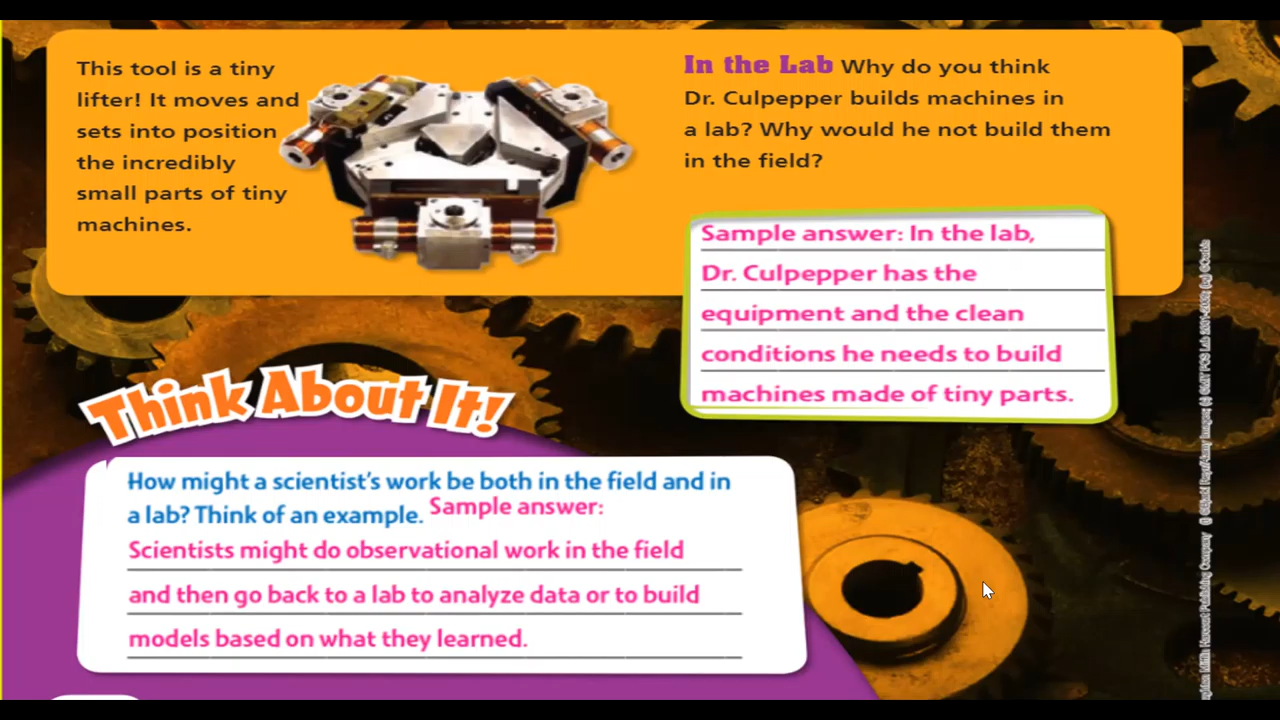 This tool is a tiny
lifter! It moves and
sets into position
the incredibly
small parts of tiny
machines.
In the Lab Why do you think
Dr. Culpepper builds machines in
a lab? Why would he not build them
in the field?
Sample answer: In the lab,
Dr. Culpepper has the
equipment and the clean
conditions he needs to build
machines made of tiny parts.
Think About It!
How might a scientist's work be both in the field and in
a lab? Think of an example. Sample answer:
Scientists might do observational work in the field
and then go back to a lab to analyze data or to build
models based on what they learned.
Harcourt Publishing Company